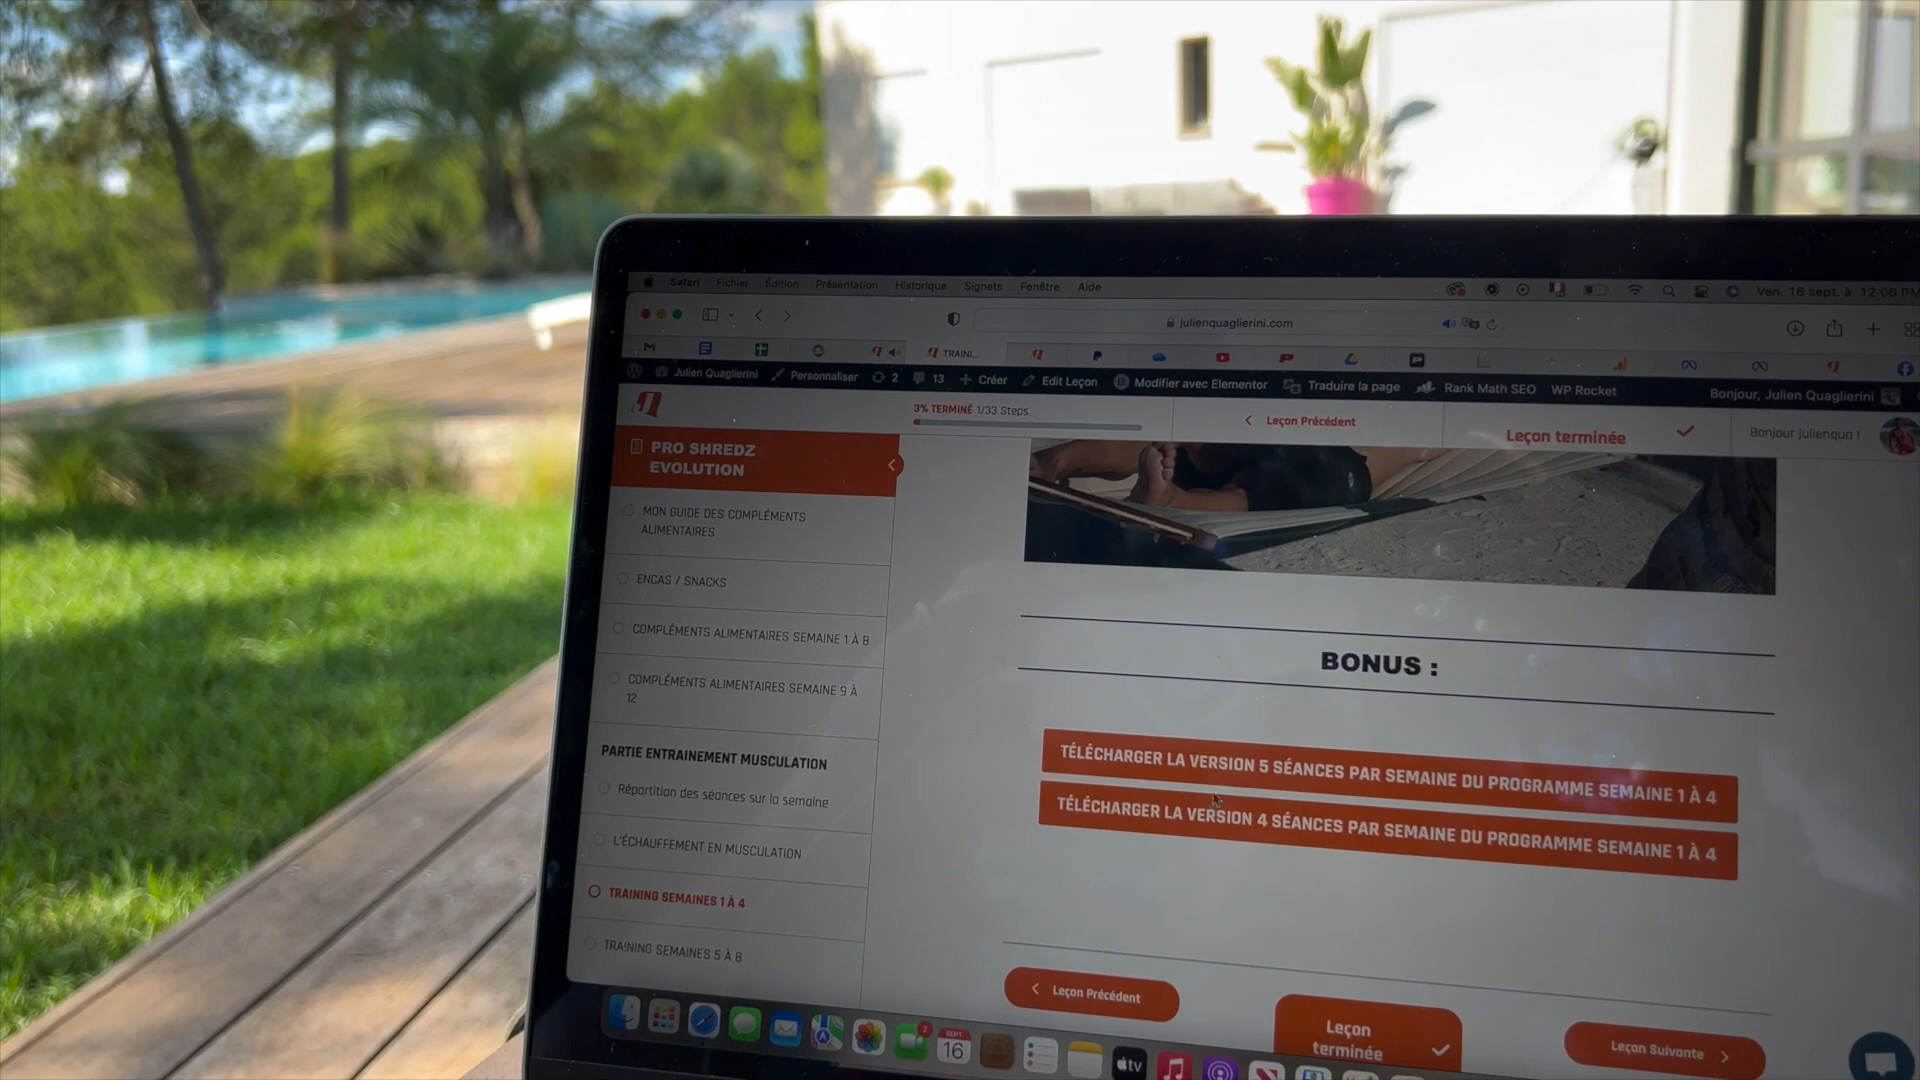 Safari Fichier Édition Présentation Historique Signets Fenêtre Aide
Ven. 16 sept. à 12:06 PM
julienquaglierini.com
TRAINI...
Julien Quaglierini Personnaliser 2 13 Créer Edit Leçon Modifier avec Elementor Traduire la page Rank Math SEO WP Rocket Bonjour, Julien Quaglierini
3% TERMINÉ 1/33 Steps
Leçon Précédent
Leçon terminée
Bonjour julienqua !
PRO SHREDZ
EVOLUTION
MON GUIDE DES COMPLÉMENTS
ALIMENTAIRES
ENCAS / SNACKS
COMPLÉMENTS ALIMENTAIRES SEMAINE 1 À 8
COMPLÉMENTS ALIMENTAIRES SEMAINE 9 À
12
PARTIE ENTRAINEMENT MUSCULATION
Répartition des séances sur la semaine
L'ÉCHAUFFEMENT EN MUSCULATION
TRAINING SEMAINES 1 À 4
TRAINING SEMAINES 5 À 8
BONUS :
TÉLÉCHARGER LA VERSION 5 SÉANCES PAR SEMAINE DU PROGRAMME SEMAINE 1 À 4
TÉLÉCHARGER LA VERSION 4 SÉANCES PAR SEMAINE DU PROGRAMME SEMAINE 1 À 4
Leçon Précédent
Leçon
terminée
Leçon Suivante
2
SEPT.
16
tv